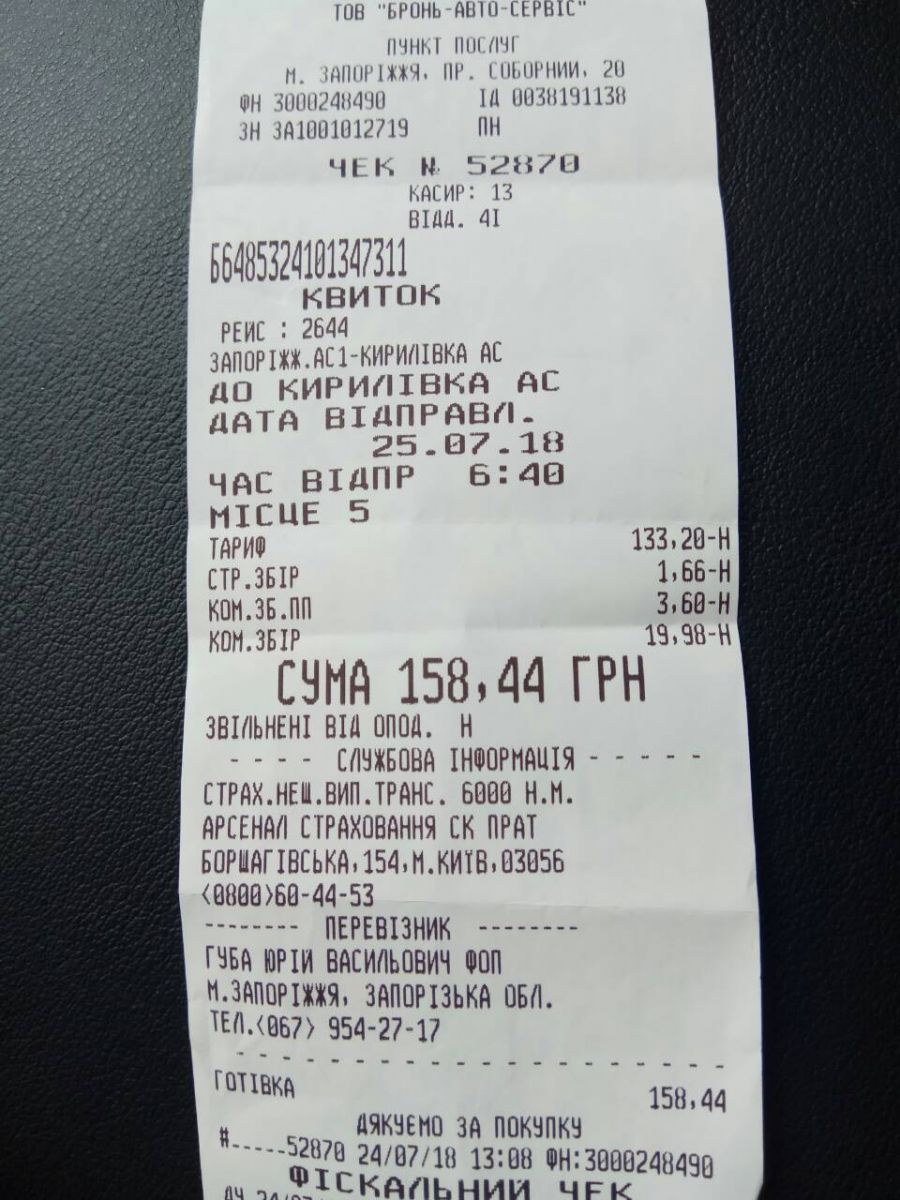 ТОВ "БРОНЬ-АВТО-СЕРВІС"
ПУНКТ ПОСЛУГ
М. ЗАПОРІЖЖЯ, ПР. СОБОРНИЙ, 20
ФН 3000248490 ІД 0038191138
ЗН ЗА1001012719 ПН
ЧЕК № 52870
КАСИР: 13
ВІДД. 4І
Б6485324101347311
КВИТОК
РЕЙС : 2644
ЗАПОРІЖЖ.АС1-КИРИЛІВКА АС
ДО КИРИЛІВКА АС
ДАТА ВІДПРАВЛ.
25.07.18
ЧАС ВІДПР 6:40
МІСЦЕ 5
ТАРИФ 133,20-Н
СТР.ЗБІР 1,66-Н
КОМ.ЗБ.ПП 3,60-Н
КОМ.ЗБІР 19,98-Н
СУМА 158,44 ГРН
ЗВІЛЬНЕНІ ВІД ОПОД. Н
- - - - СЛУЖБОВА ІНФОРМАЦІЯ - - - - -
СТРАХ.НЕЩ.ВИП.ТРАНС. 6000 Н.М.
АРСЕНАЛ СТРАХОВАННЯ СК ПРАТ
БОРЩАГІВСЬКА,154,М.КИЇВ,03056
<0800>60-44-53
-------- ПЕРЕВІЗНИК --------
ГУБА ЮРІЙ ВАСИЛЬОВИЧ ФОП
М.ЗАПОРІЖЖЯ, ЗАПОРІЗЬКА ОБЛ.
ТЕЛ.<067> 954-27-17
- - - - - - - - - - - - - - - - - -
ГОТІВКА 158,44
ДЯКУЄМО ЗА ПОКУПКУ
#.....52870 24/07/18 13:08 ФН:3000248490
ФІСКАЛЬНИЙ ЧЕК